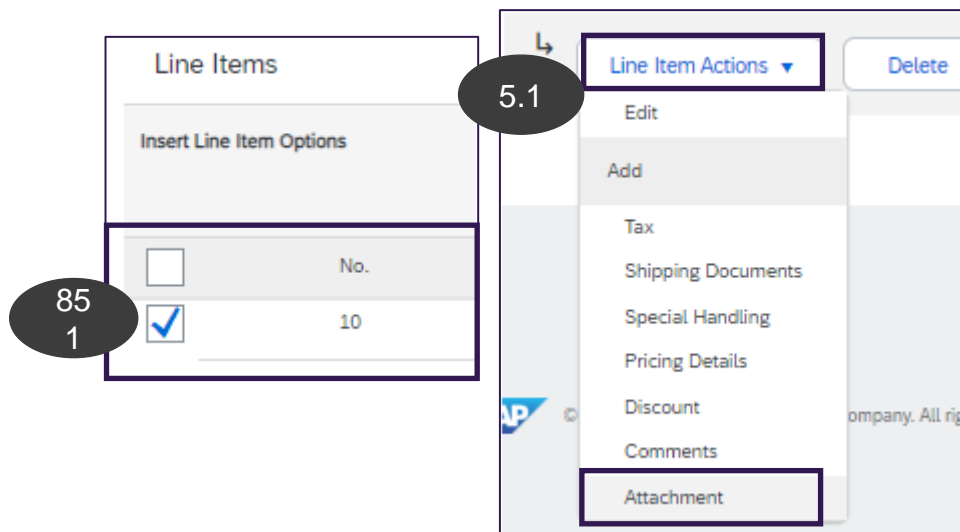 Line Items
Insert Line Item Options
No.
85
1
10
5.1
Line Item Actions
Delete
Edit
Add
Tax
Shipping Documents
Special Handling
Pricing Details
Discount
©
ompany. All
Comments
Attachment